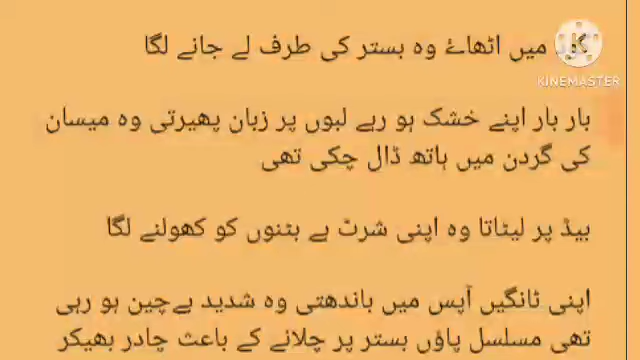 میں اٹھائے وہ بستر کی طرف لے جانے لگا
KINEMASTER
بار بار اپنے خشک ہو رہے لبوں پر زبان پھیرتی وہ میسان
کی گردن میں ہاتھ ڈال چکی تھی
بیڈ پر لیٹاتا وہ اپنی شرٹ ہے بٹنوں کو کھولنے لگا
اپنی ٹانگیں آپس میں باندھتی وہ شدید بےچین ہو رہی
تھی مسلسل پاؤں بستر پر چلانے کے باعث چادر بھیکر